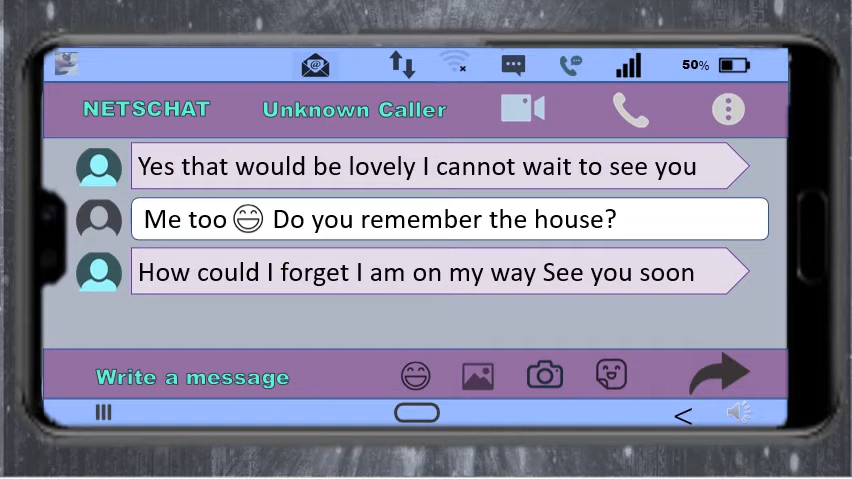 50%
NETSCHAT Unknown Caller
Yes that would be lovely I cannot wait to see you
Me too 😄 Do you remember the house?
How could I forget I am on my way See you soon
Write a message